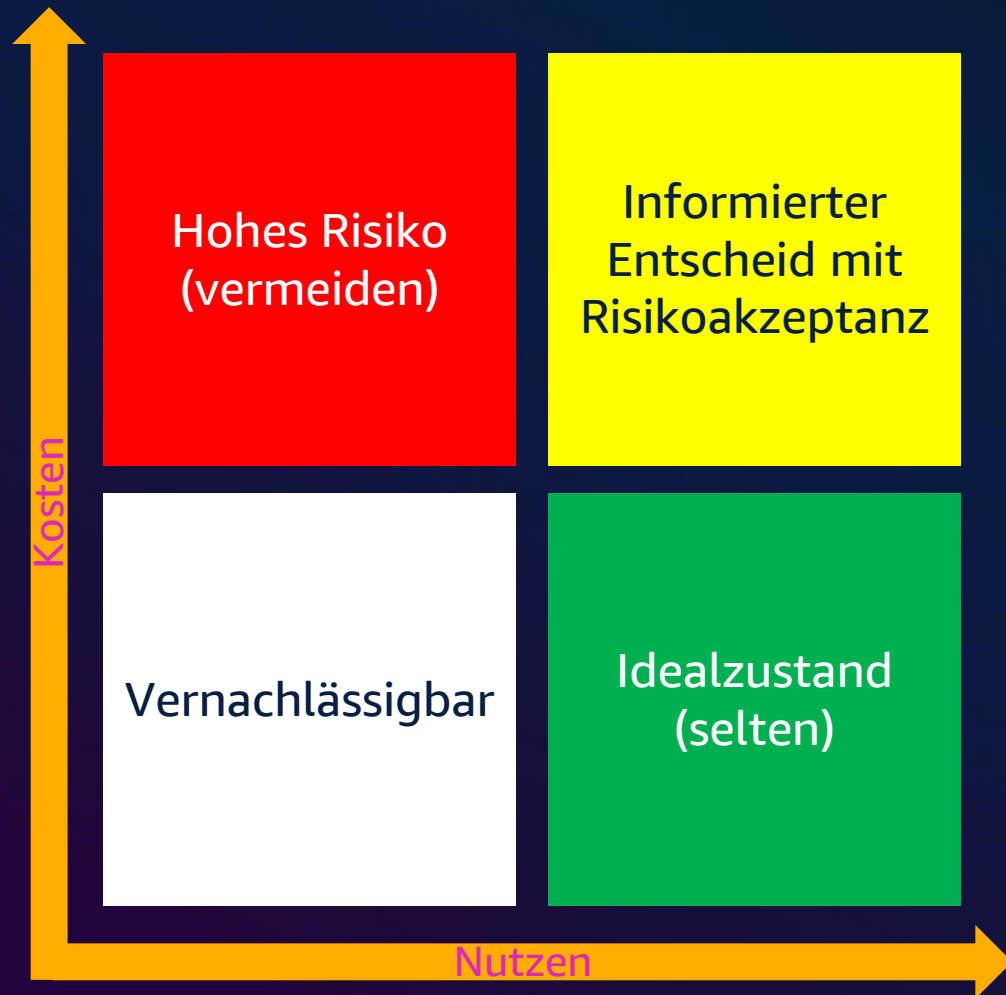 Hohes Risiko
(vermeiden)
Informierter
Entscheid mit
Risikoakzeptanz
Kosten
Vernachlässigbar
Idealzustand
(selten)
Nutzen